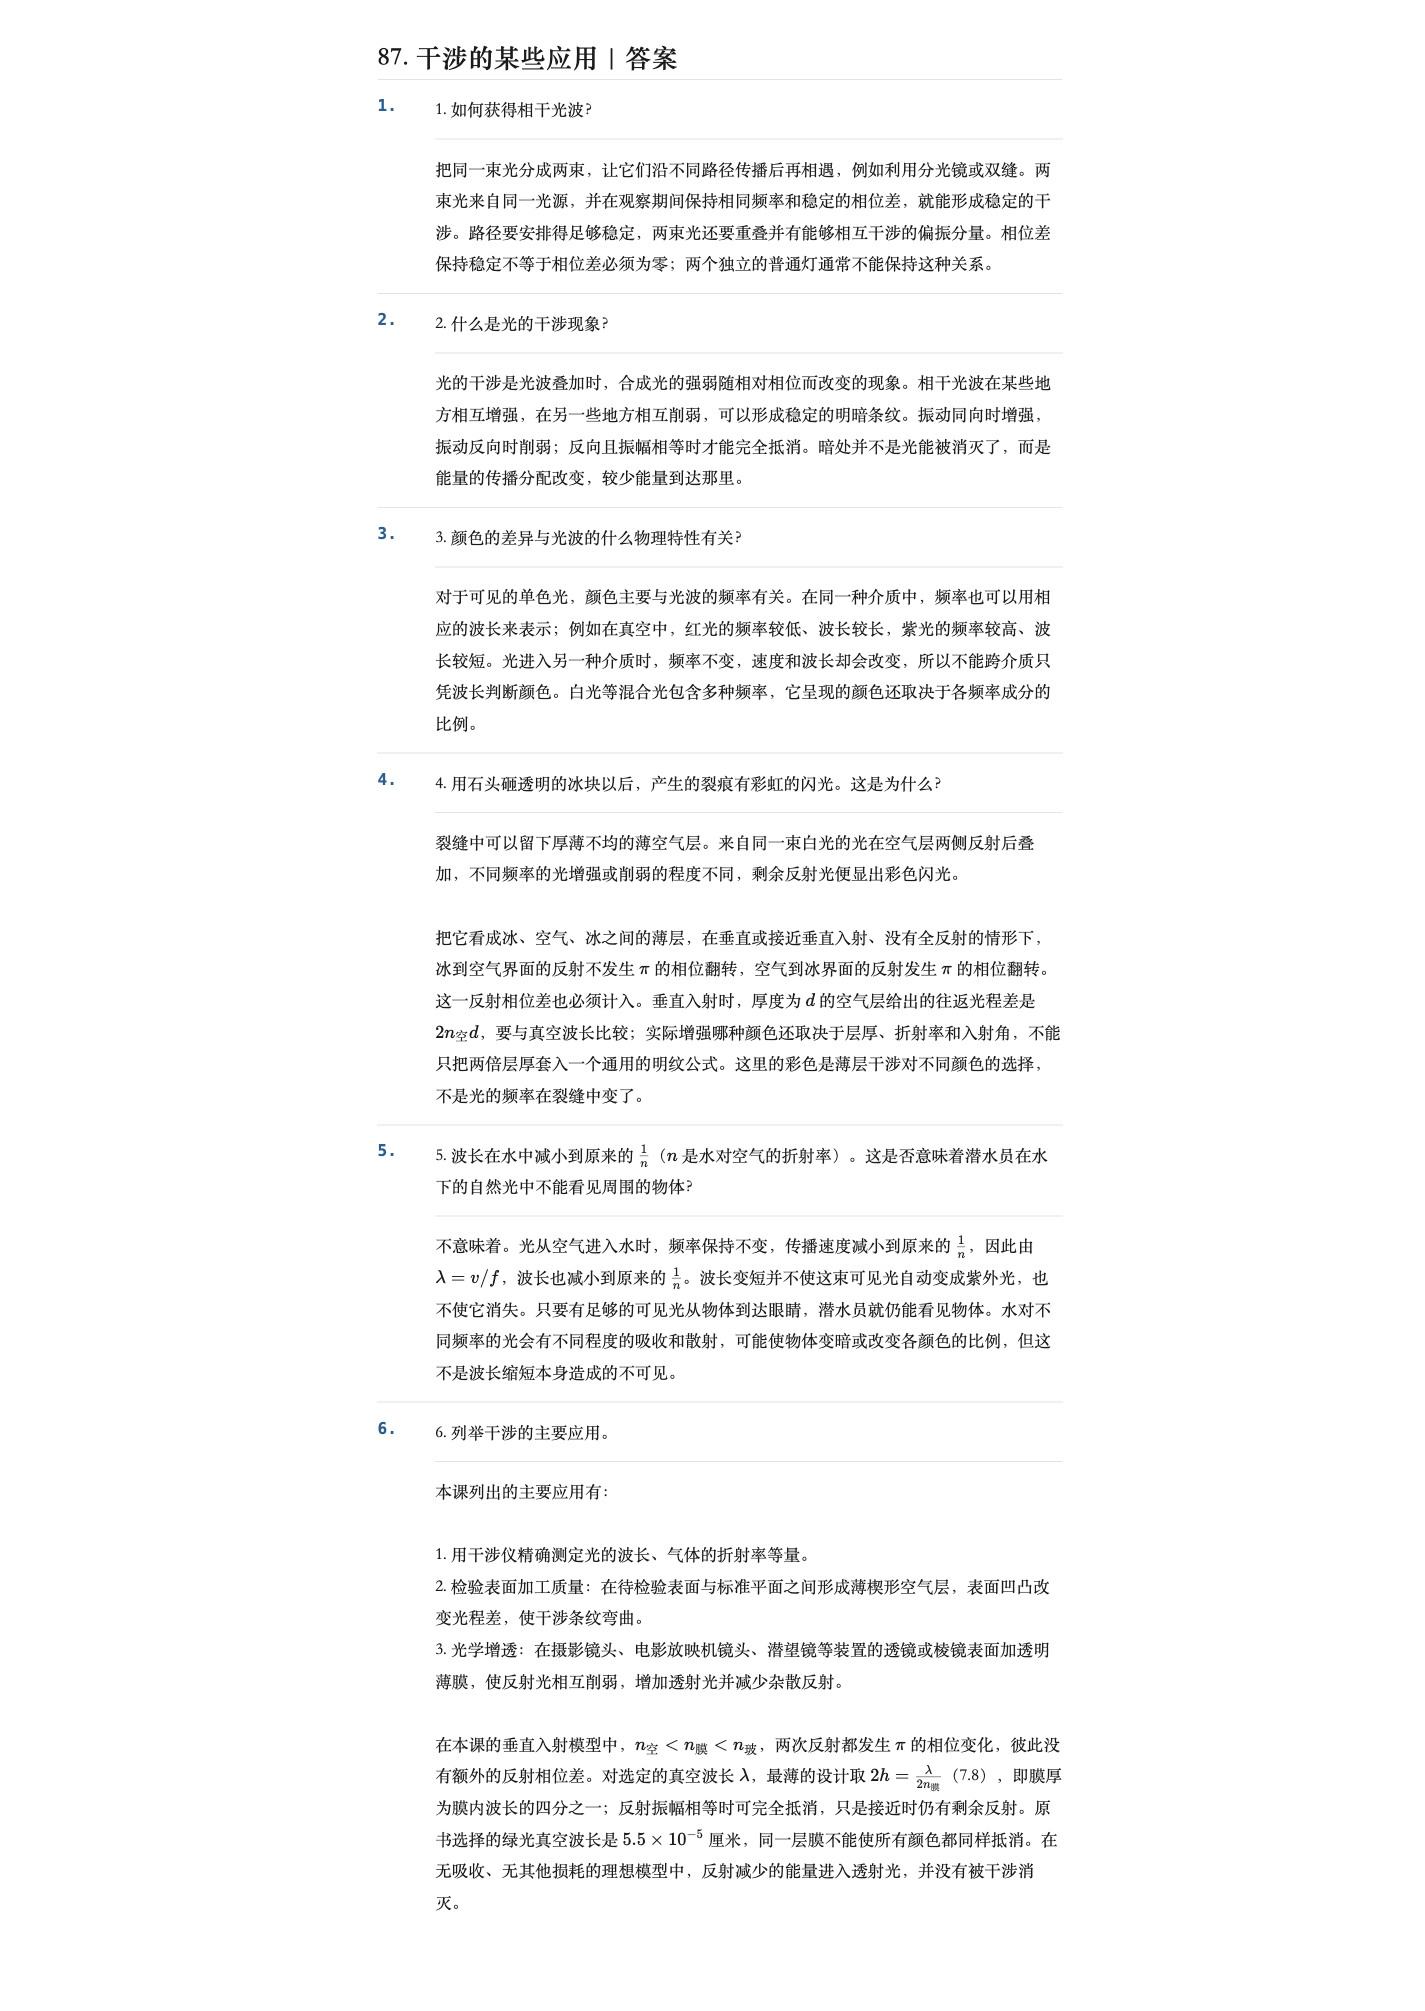 87. 干涉的某些应用 | 答案
1.
1. 如何获得相干光波?
把同一束光分成两束，让它们沿不同路径传播后再相遇，例如利用分光镜或双缝。两
束光来自同一光源，并在观察期间保持相同频率和稳定的相位差，就能形成稳定的干
涉。路径要安排得足够稳定，两束光还要重叠并有能够相互干涉的偏振分量。相位差
保持稳定不等于相位差必须为零；两个独立的普通灯通常不能保持这种关系。
2.
2. 什么是光的干涉现象?
光的干涉是光波叠加时，合成光的强弱随相对相位而改变的现象。相干光波在某些地
方相互增强，在另一些地方相互削弱，可以形成稳定的明暗条纹。振动同向时增强，
振动反向时削弱；反向且振幅相等时才能完全抵消。暗处并不是光能被消灭了，而是
能量的传播分配改变，较少能量到达那里。
3.
3. 颜色的差异与光波的什么物理特性有关?
对于可见的单色光，颜色主要与光波的频率有关。在同一种介质中，频率也可以用相
应的波长来表示；例如在真空中，红光的频率较低、波长较长，紫光的频率较高、波
长较短。光进入另一种介质时，频率不变，速度和波长却会改变，所以不能跨介质只
凭波长判断颜色。白光等混合光包含多种频率，它呈现的颜色还取决于各频率成分的
比例。
4.
4. 用石头砸透明的冰块以后，产生的裂痕有彩虹的闪光。这是为什么?
裂缝中可以留下厚薄不均的薄空气层。来自同一束白光的光在空气层两侧反射后叠
加，不同频率的光增强或削弱的程度不同，剩余反射光便显出彩色闪光。
把它看成冰、空气、冰之间的薄层，在垂直或接近垂直入射、没有全反射的情形下，
冰到空气界面的反射不发生 π 的相位翻转，空气到冰界面的反射发生 π 的相位翻转。
这一反射相位差也必须计入。垂直入射时，厚度为 d 的空气层给出的往返光程差是
2n空d，要与真空波长比较；实际增强哪种颜色还取决于层厚、折射率和入射角，不能
只把两倍层厚套入一个通用的明纹公式。这里的彩色是薄层干涉对不同颜色的选择，
不是光的频率在裂缝中变了。
5.
5. 波长在水中减小到原来的 1/n（n 是水对空气的折射率）。这是否意味着潜水员在水
下的自然光中不能看见周围的物体?
不意味着。光从空气进入水时，频率保持不变，传播速度减小到原来的 1/n，因此由
λ = v/f，波长也减小到原来的 1/n。波长变短并不使这束可见光自动变成紫外光，也
不使它消失。只要有足够的可见光从物体到达眼睛，潜水员就仍能看见物体。水对不
同频率的光会有不同程度的吸收和散射，可能使物体变暗或改变各颜色的比例，但这
不是波长缩短本身造成的不可见。
6.
6. 列举干涉的主要应用。
本课列出的主要应用有：
1. 用干涉仪精确测定光的波长、气体的折射率等量。
2. 检验表面加工质量：在待检验表面与标准平面之间形成薄楔形空气层，表面凹凸改
变光程差，使干涉条纹弯曲。
3. 光学增透：在摄影镜头、电影放映机镜头、潜望镜等装置的透镜或棱镜表面加透明
薄膜，使反射光相互削弱，增加透射光并减少杂散反射。
在本课的垂直入射模型中，n空 < n膜 < n玻，两次反射都发生 π 的相位变化，彼此没
有额外的反射相位差。对选定的真空波长 λ，最薄的设计取 2h = λ/2n膜（7.8），即膜厚
为膜内波长的四分之一；反射振幅相等时可完全抵消，只是接近时仍有剩余反射。原
书选择的绿光真空波长是 5.5 × 10⁻⁵ 厘米，同一层膜不能使所有颜色都同样抵消。在
无吸收、无其他损耗的理想模型中，反射减少的能量进入透射光，并没有被干涉消
灭。